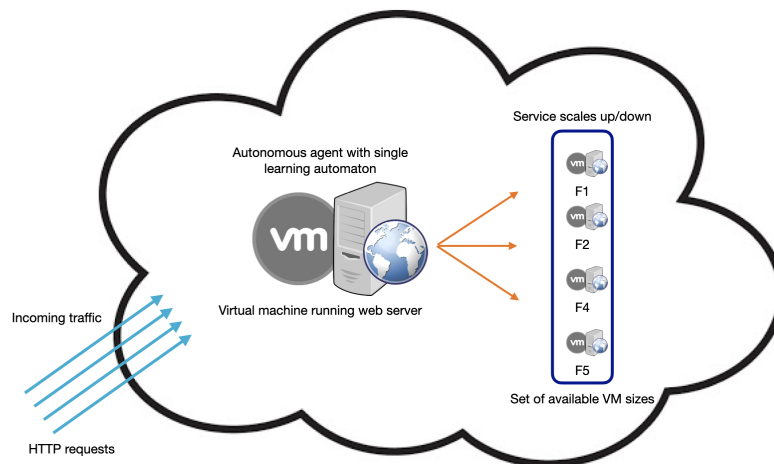 Service scales up/down
Autonomous agent with single
learning automaton
vm
Virtual machine running web server
vm
F1
vm
F2
vm
F4
vm
F5
Set of available VM sizes
Incoming traffic
HTTP requests